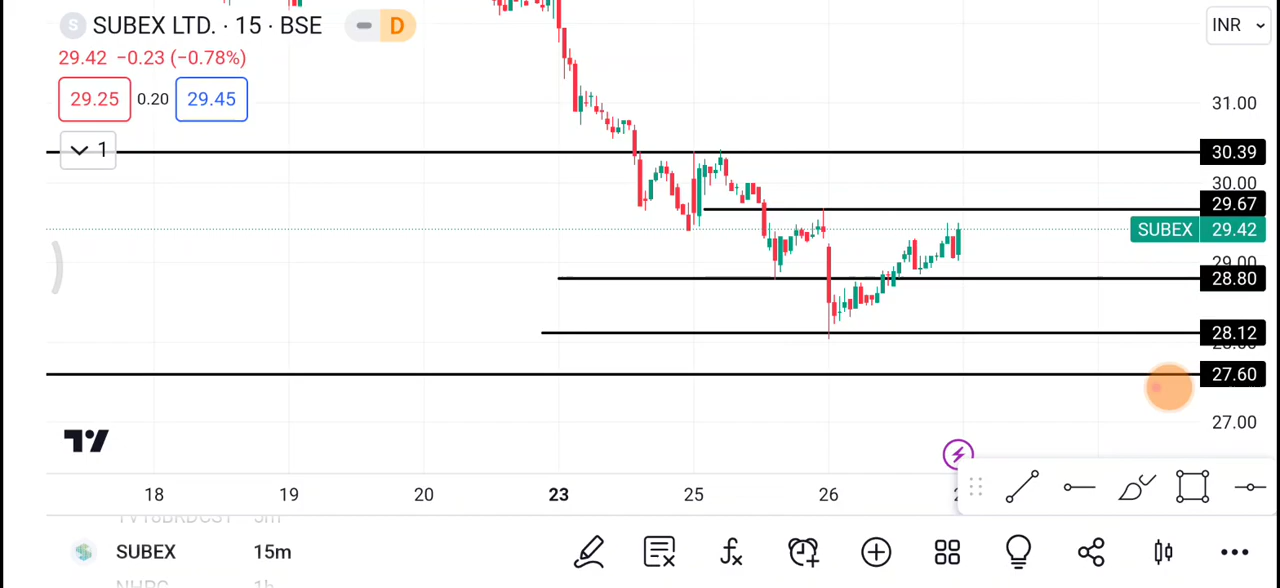 S SUBEX LTD. · 15 · BSE
D
INR
29.42 −0.23 (−0.78%)
29.25 0.20 29.45
1
31.00
30.39
30.00
29.67
SUBEX 29.42
29.00
28.80
28.12
27.60
27.00
18 19 20 23 25 26
SUBEX 15m